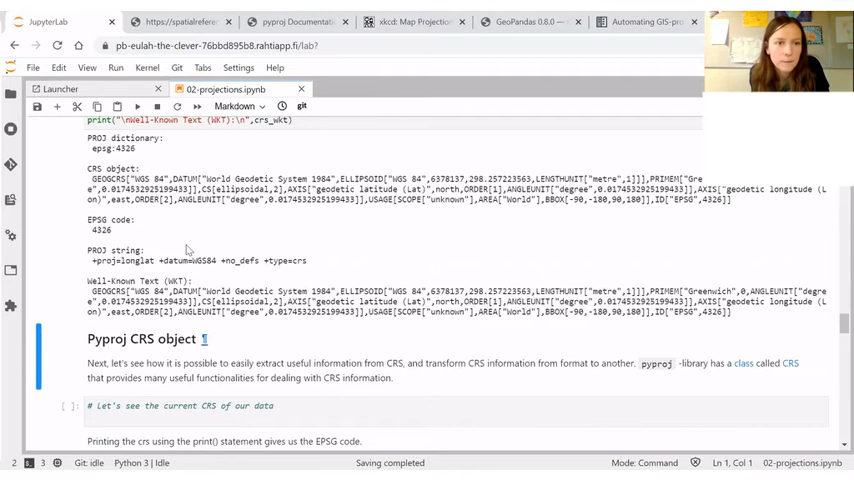 JupyterLab
https://spatialrefere
pyproj Documentati
xkcd: Map Projection
GeoPandas 0.8.0 —
Automating GIS-pro
pb-eulah-the-clever-76bbd895b8.rahtiapp.fi/lab?
File Edit View Run Kernel Git Tabs Settings Help
Launcher
02-projections.ipynb
Markdown
git
print("\nWell-Known Text (WKT):\n",crs_wkt)
PROJ dictionary:
epsg:4326
CRS object:
GEOGCRS["WGS 84",DATUM["World Geodetic System 1984",ELLIPSOID["WGS 84",6378137,298.257223563,LENGTHUNIT["metre",1]]],PRIMEM["Gree
e",0.0174532925199433]],CS[ellipsoidal,2],AXIS["geodetic latitude (Lat)",north,ORDER[1],ANGLEUNIT["degree",0.0174532925199433]],AXIS["geodetic longitude (L
on)",east,ORDER[2],ANGLEUNIT["degree",0.0174532925199433]],USAGE[SCOPE["unknown"],AREA["World"],BBOX[-90,-180,90,180]],ID["EPSG",4326]]
EPSG code:
4326
PROJ string:
+proj=longlat +datum=WGS84 +no_defs +type=crs
Well-Known Text (WKT):
GEOGCRS["WGS 84",DATUM["World Geodetic System 1984",ELLIPSOID["WGS 84",6378137,298.257223563,LENGTHUNIT["metre",1]]],PRIMEM["Greenwich",0,ANGLEUNIT["degre
e",0.0174532925199433]],CS[ellipsoidal,2],AXIS["geodetic latitude (Lat)",north,ORDER[1],ANGLEUNIT["degree",0.0174532925199433]],AXIS["geodetic longitude (L
on)",east,ORDER[2],ANGLEUNIT["degree",0.0174532925199433]],USAGE[SCOPE["unknown"],AREA["World"],BBOX[-90,-180,90,180]],ID["EPSG",4326]]
Pyproj CRS object ¶
Next, let's see how it is possible to easily extract useful information from CRS, and transform CRS information from format to another. pyproj -library has a class called CRS
that provides many useful functionalities for dealing with CRS information.
[ ]: # Let's see the current CRS of our data
Printing the crs using the print() statement gives us the EPSG code.
2 3 Git: idle Python 3 | Idle Saving completed Mode: Command Ln 1, Col 1 02-projections.ipynb